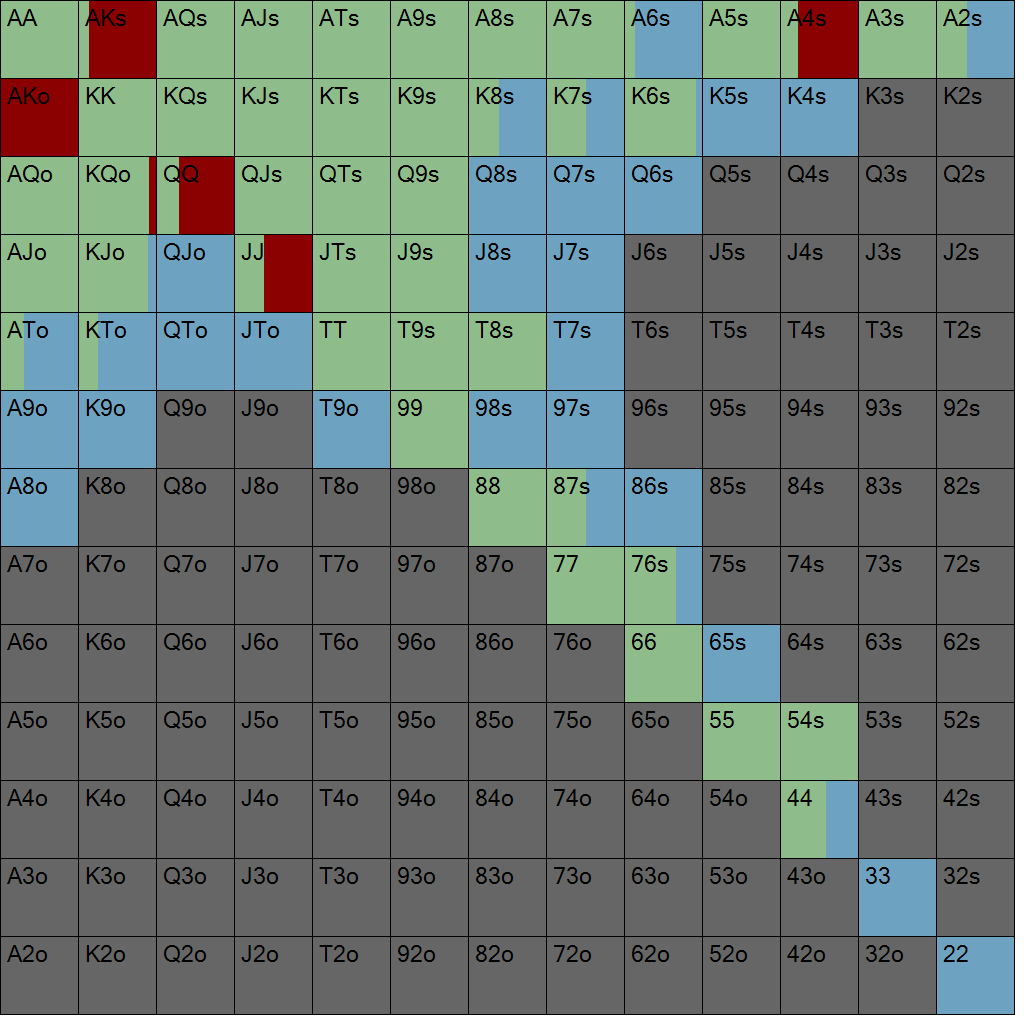 AA AKs AQs AJs ATs A9s A8s A7s A6s A5s A4s A3s A2s
AKo KK KQs KJs KTs K9s K8s K7s K6s K5s K4s K3s K2s
AQo KQo QQ QJs QTs Q9s Q8s Q7s Q6s Q5s Q4s Q3s Q2s
AJo KJo QJo JJ JTs J9s J8s J7s J6s J5s J4s J3s J2s
ATo KTo QTo JTo TT T9s T8s T7s T6s T5s T4s T3s T2s
A9o K9o Q9o J9o T9o 99 98s 97s 96s 95s 94s 93s 92s
A8o K8o Q8o J8o T8o 98o 88 87s 86s 85s 84s 83s 82s
A7o K7o Q7o J7o T7o 97o 87o 77 76s 75s 74s 73s 72s
A6o K6o Q6o J6o T6o 96o 86o 76o 66 65s 64s 63s 62s
A5o K5o Q5o J5o T5o 95o 85o 75o 65o 55 54s 53s 52s
A4o K4o Q4o J4o T4o 94o 84o 74o 64o 54o 44 43s 42s
A3o K3o Q3o J3o T3o 93o 83o 73o 63o 53o 43o 33 32s
A2o K2o Q2o J2o T2o 92o 82o 72o 62o 52o 42o 32o 22